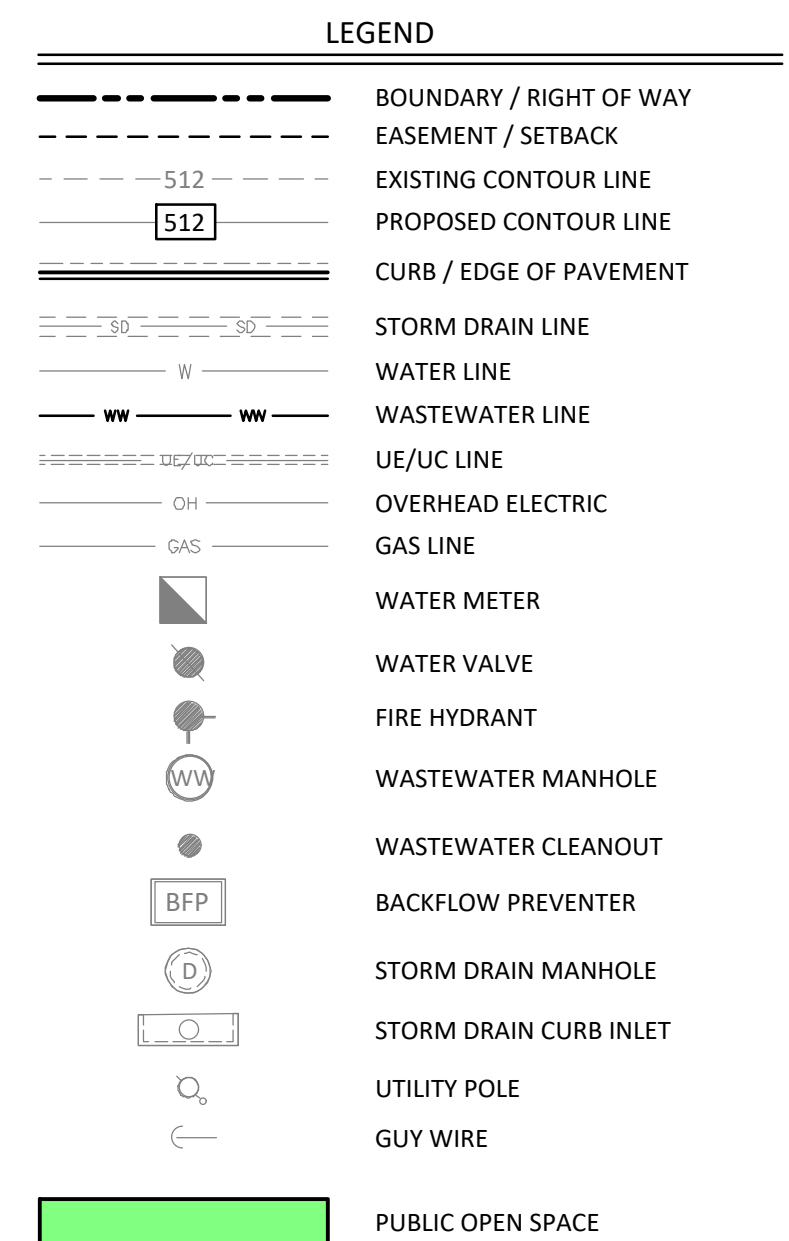 LEGEND
BOUNDARY / RIGHT OF WAY
EASEMENT / SETBACK
512 EXISTING CONTOUR LINE
512 PROPOSED CONTOUR LINE
CURB / EDGE OF PAVEMENT
SD SD STORM DRAIN LINE
W WATER LINE
WW WW WASTEWATER LINE
UE/UC UE/UC LINE
OH OVERHEAD ELECTRIC
GAS GAS LINE
WATER METER
WATER VALVE
FIRE HYDRANT
WW WASTEWATER MANHOLE
WASTEWATER CLEANOUT
BFP BACKFLOW PREVENTER
D STORM DRAIN MANHOLE
STORM DRAIN CURB INLET
UTILITY POLE
GUY WIRE
PUBLIC OPEN SPACE